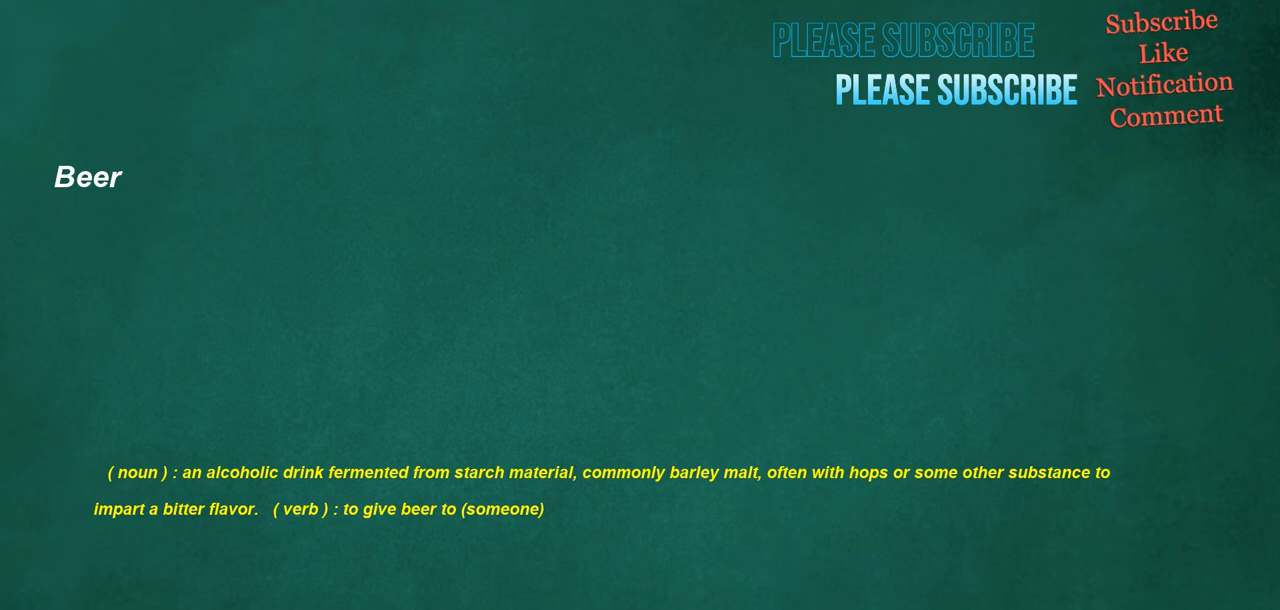 PLEASE SUBSCRIBE
PLEASE SUBSCRIBE
Subscribe
Like
Notification
Comment
Beer
( noun ) : an alcoholic drink fermented from starch material, commonly barley malt, often with hops or some other substance to
impart a bitter flavor. ( verb ) : to give beer to (someone)